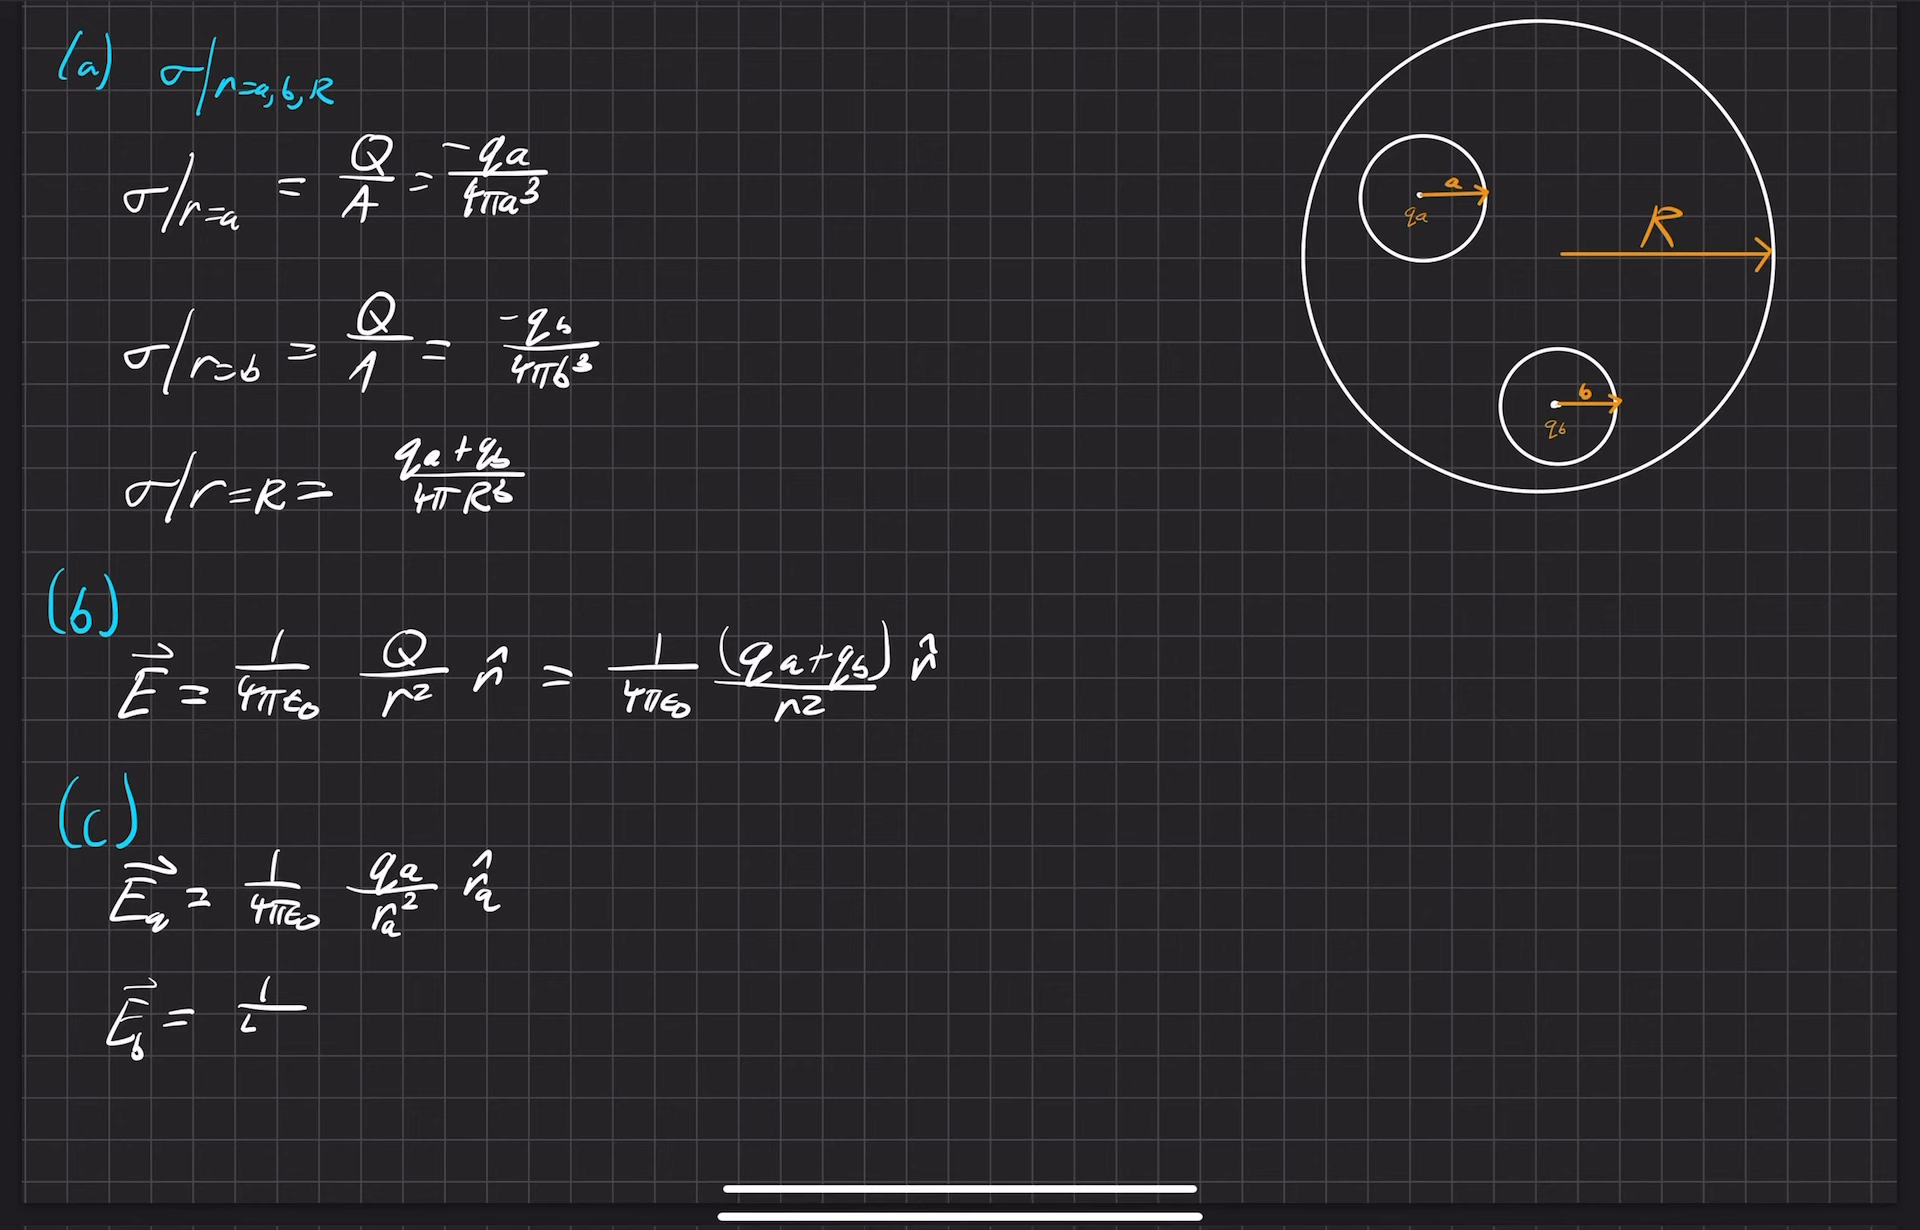 (a) σ|r=a,b,R
σ|r=a = Q/A = -qa/4πa³
σ|r=b = Q/A = -qb/4πb³
σ|r=R = qa+qb/4πR³
(b)
E⃗ = 1/4πε₀ Q/r² r̂ = 1/4πε₀ (qa+qb)/r² r̂
(c)
E⃗a = 1/4πε₀ qa/ra² r̂a
E⃗b = 1/
a
qa
R
b
qb